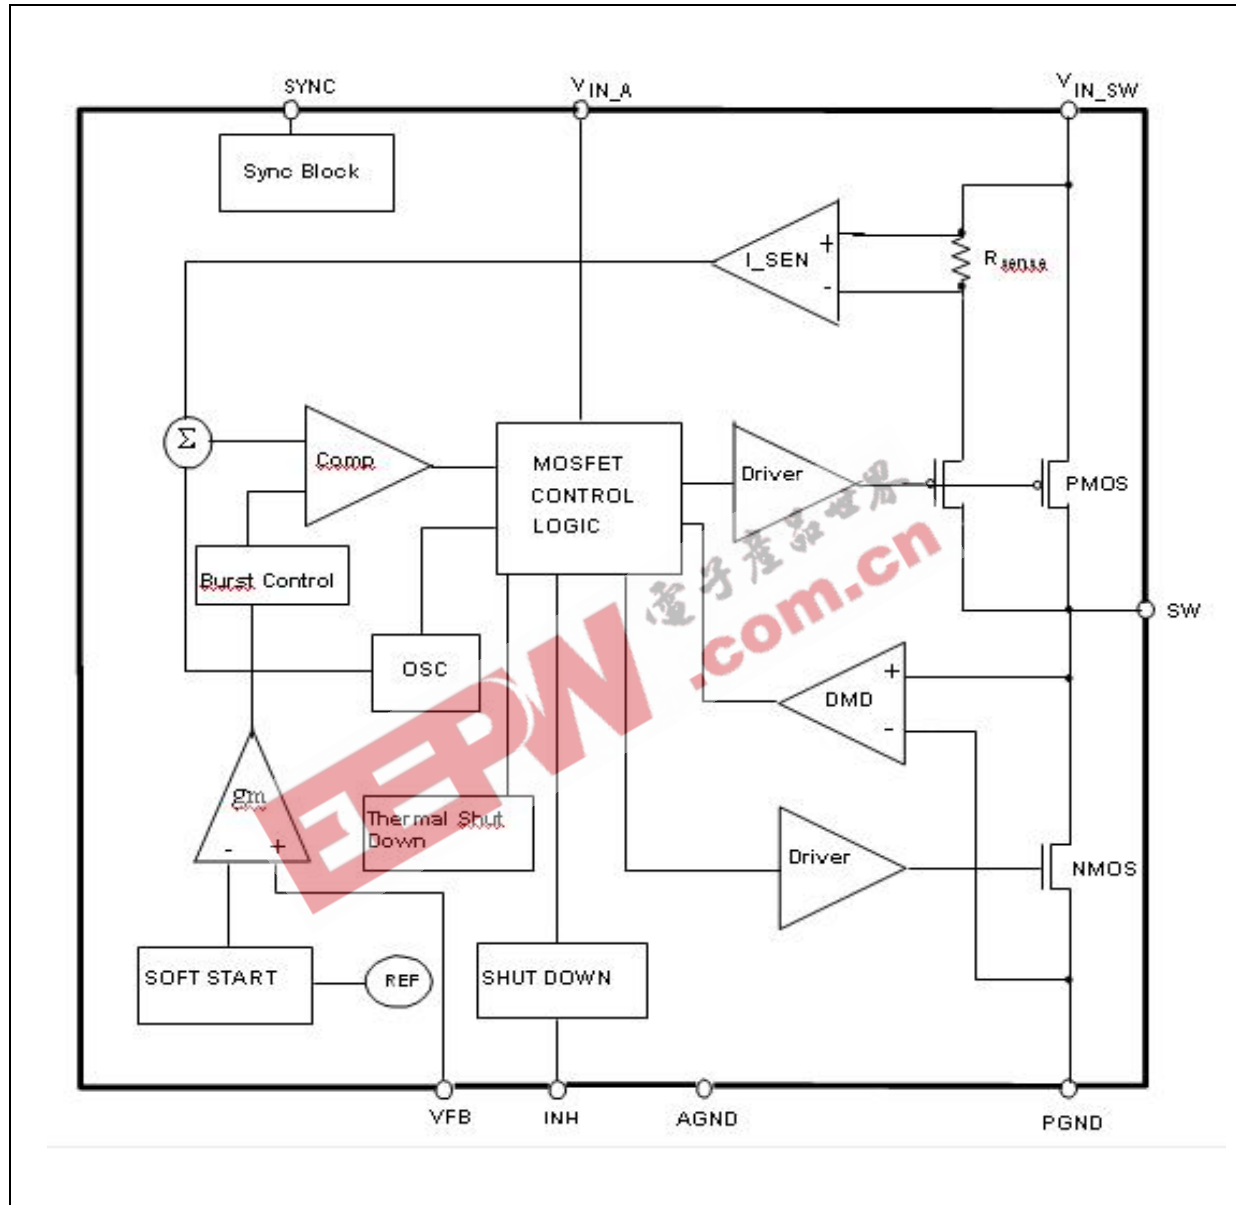 SYNC
VIN_A
VIN_SW
Sync Block
+
I_SEN
-
Rsense
Σ
Comp
MOSFET
CONTROL
LOGIC
Driver
PMOS
Burst Control
SW
OSC
+
DMD
-
gm
- +
Thermal Shut
Down
Driver
NMOS
SOFT START
REF
SHUT DOWN
VFB
INH
AGND
PGND
EEPW
.com.cn
電子產品世界